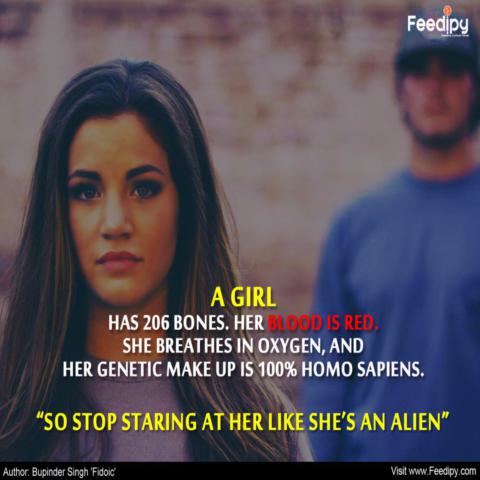 Feedipy
A GIRL
HAS 206 BONES. HER BLOOD IS RED.
SHE BREATHES IN OXYGEN, AND
HER GENETIC MAKE UP IS 100% HOMO SAPIENS.
“SO STOP STARING AT HER LIKE SHE'S AN ALIEN”
Author: Bupinder Singh 'Fidoic'
Visit www.Feedipy.com